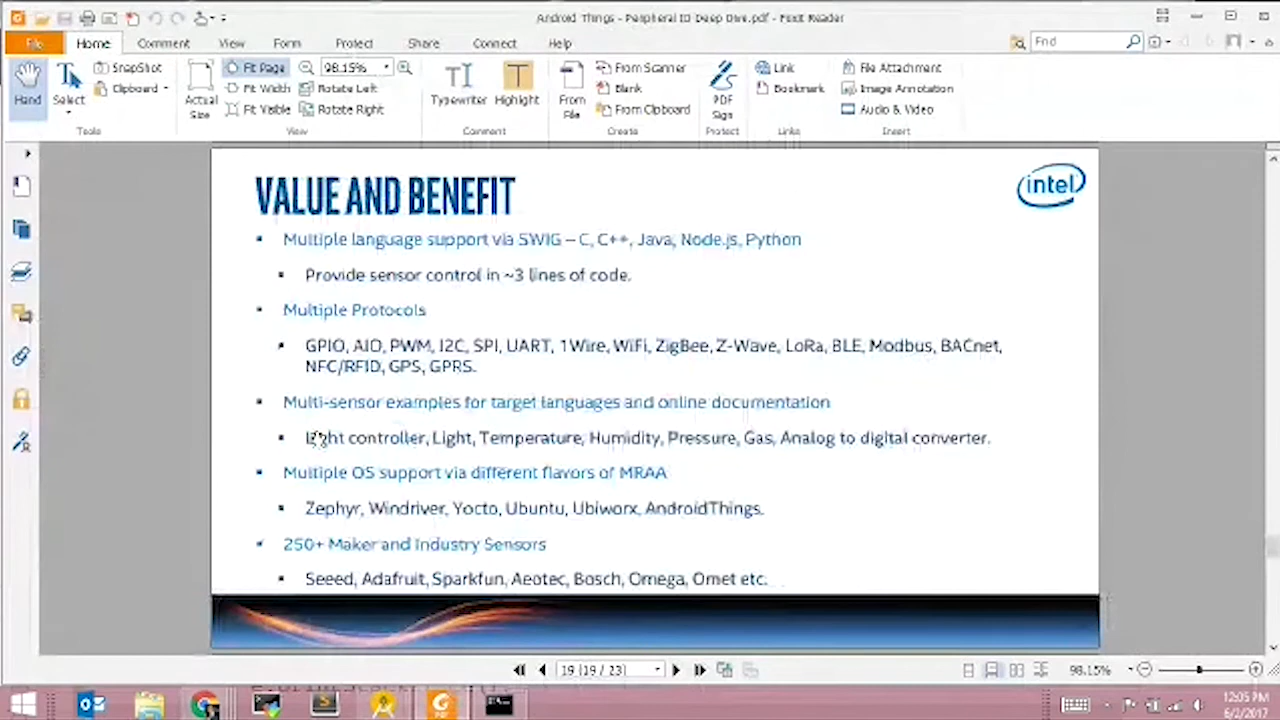 Android Things - Peripheral IO Deep Dive.pdf - Foxit Reader
File Home Comment View Form Protect Share Connect Help Find
Hand
Select
SnapShot
Clipboard
Tools
Actual Size
Fit Page
Fit Width
Fit Visible
98.15%
Rotate Left
Rotate Right
View
Typewriter
Highlight
Comment
From File
From Scanner
Blank
From Clipboard
Create
PDF Sign
Protect
Link
Bookmark
Links
File Attachment
Image Annotation
Audio & Video
Insert
VALUE AND BENEFIT
intel
Multiple language support via SWIG – C, C++, Java, Node.js, Python
Provide sensor control in ~3 lines of code.
Multiple Protocols
GPIO, AIO, PWM, I2C, SPI, UART, 1Wire, WiFi, ZigBee, Z-Wave, LoRa, BLE, Modbus, BACnet,
NFC/RFID, GPS, GPRS.
Multi-sensor examples for target languages and online documentation
Light controller, Light, Temperature, Humidity, Pressure, Gas, Analog to digital converter.
Multiple OS support via different flavors of MRAA
Zephyr, Windriver, Yocto, Ubuntu, Ubiworx, AndroidThings.
250+ Maker and Industry Sensors
Seeed, Adafruit, Sparkfun, Aeotec, Bosch, Omega, Omet etc.
19 (19 / 23)
98.15%
12:05 PM
6/2/2017